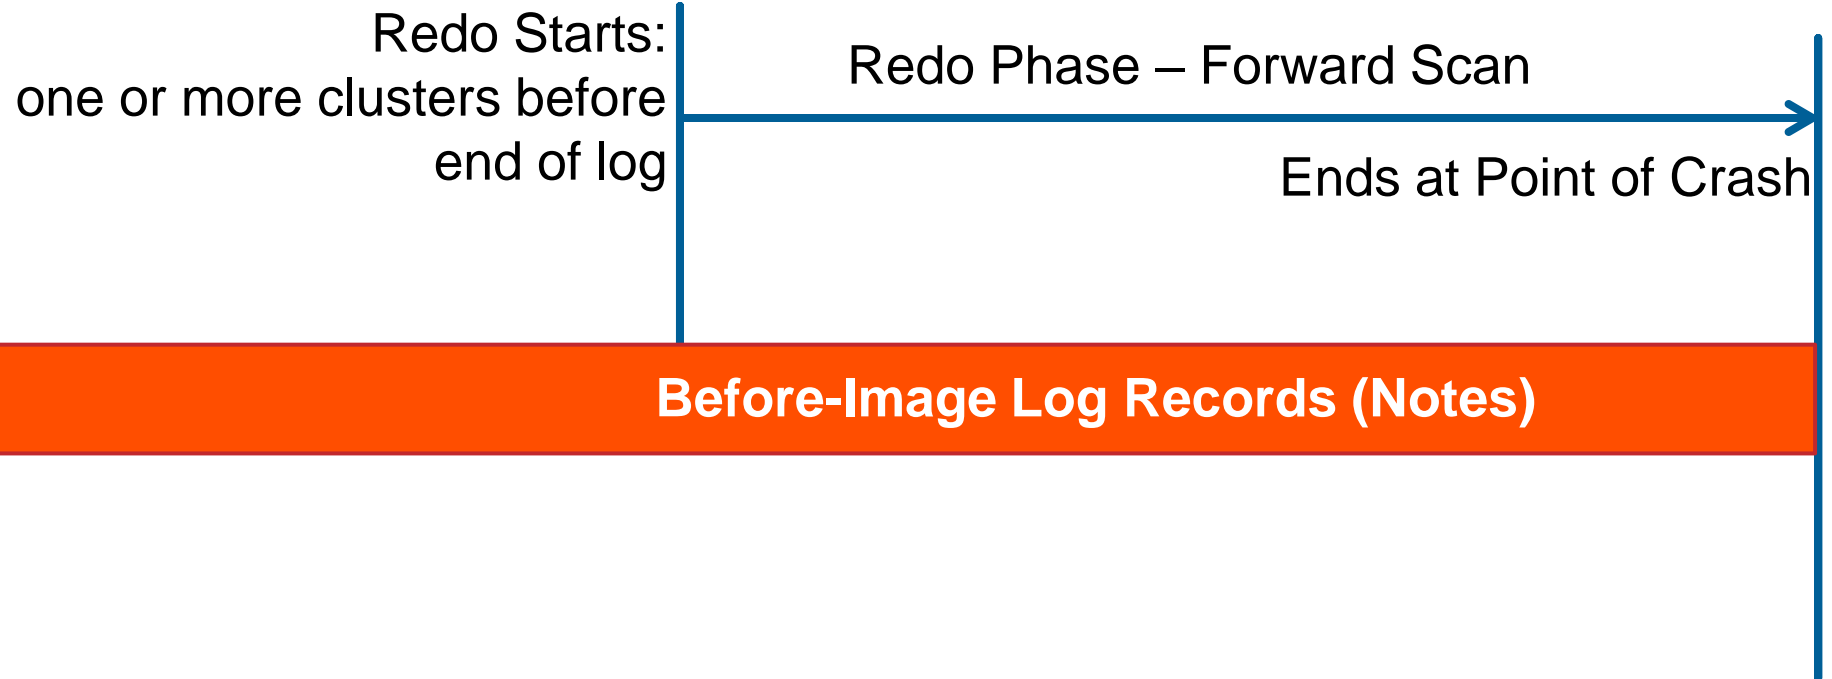 Redo Starts:
one or more clusters before
end of log
Redo Phase – Forward Scan
Ends at Point of Crash
Before-Image Log Records (Notes)